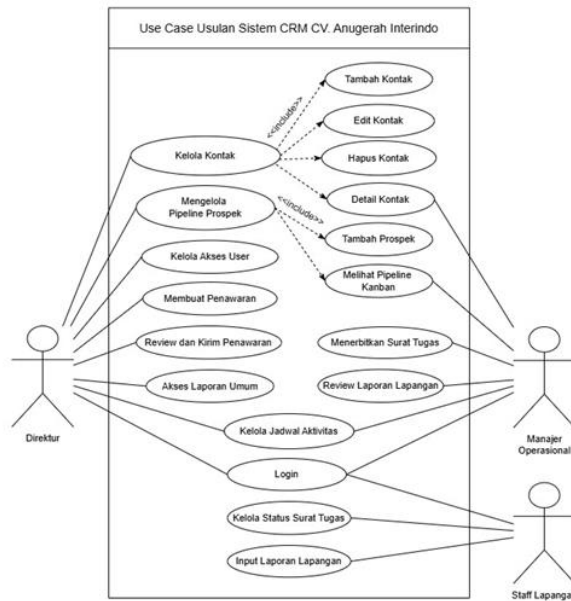 Use Case Usulan Sistem CRM CV. Anugerah Interindo
Tambah Kontak
<<include>>
Edit Kontak
Kelola Kontak
Hapus Kontak
Mengelola
Pipeline Prospek
<<include>>
Detail Kontak
Tambah Prospek
Kelola Akses User
Melihat Pipeline
Kanban
Membuat Penawaran
Review dan Kirim Penawaran
Menerbitkan Surat Tugas
Akses Laporan Umum
Review Laporan Lapangan
Direktur
Manajer
Operasional
Kelola Jadwal Aktivitas
Login
Kelola Status Surat Tugas
Input Laporan Lapangan
Staff Lapangan